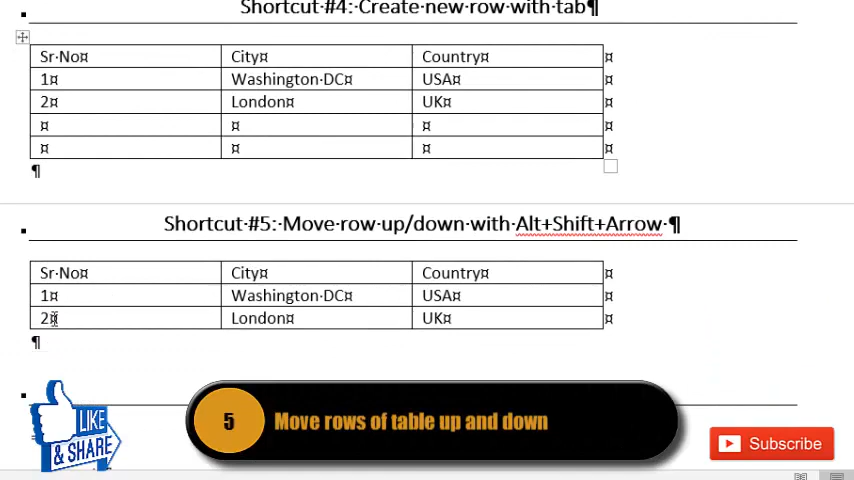 Shortcut·#4:·Create·new·row·with·tab¶
Sr·No¤ City¤ Country¤ ¤
1¤ Washington·DC¤ USA¤ ¤
2¤ London¤ UK¤ ¤
¤ ¤ ¤ ¤
¤ ¤ ¤ ¤
¶
Shortcut·#5:·Move·row·up/down·with·Alt+Shift+Arrow·¶
Sr·No¤ City¤ Country¤ ¤
1¤ Washington·DC¤ USA¤ ¤
2¤ London¤ UK¤ ¤
¶
LIKE
& SHARE
5 Move rows of table up and down
Subscribe